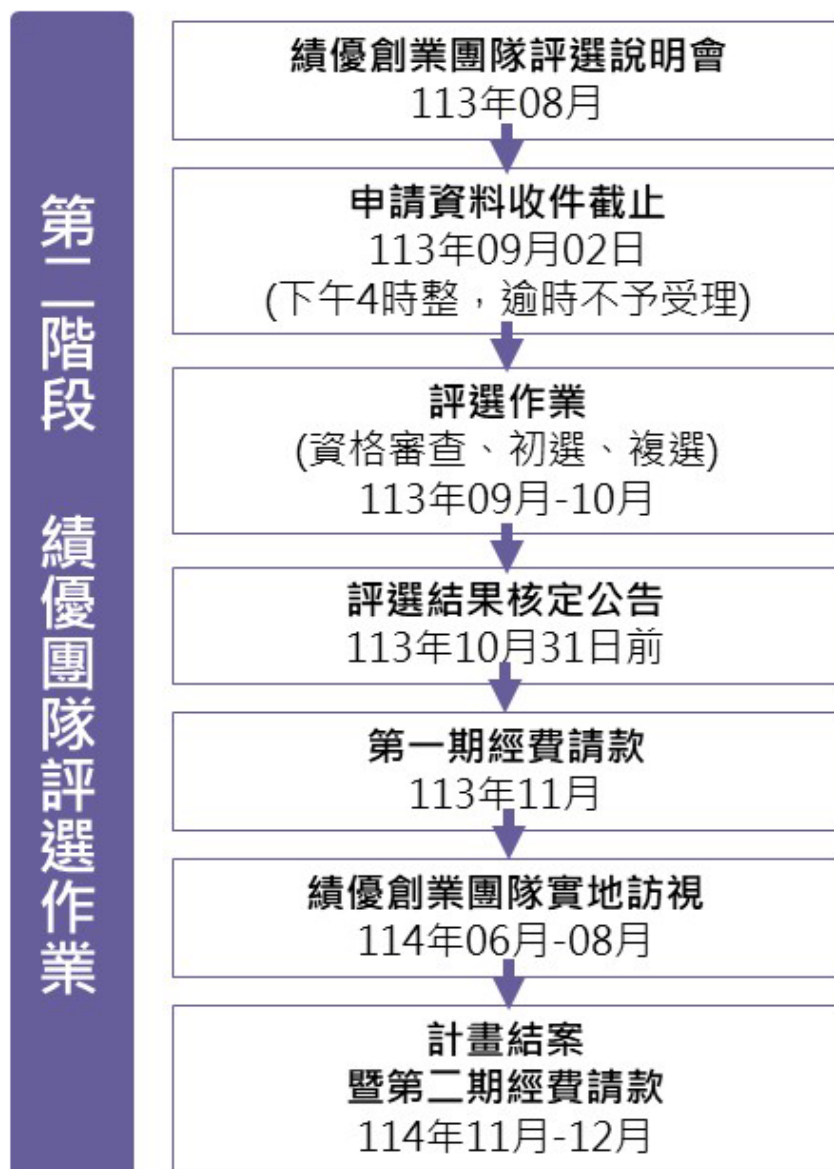 第二階段 績優團隊評選作業
績優創業團隊評選說明會
113年08月
申請資料收件截止
113年09月02日
(下午4時整，逾時不予受理)
評選作業
(資格審查、初選、複選)
113年09月-10月
評選結果核定公告
113年10月31日前
第一期經費請款
113年11月
績優創業團隊實地訪視
114年06月-08月
計畫結案
暨第二期經費請款
114年11月-12月